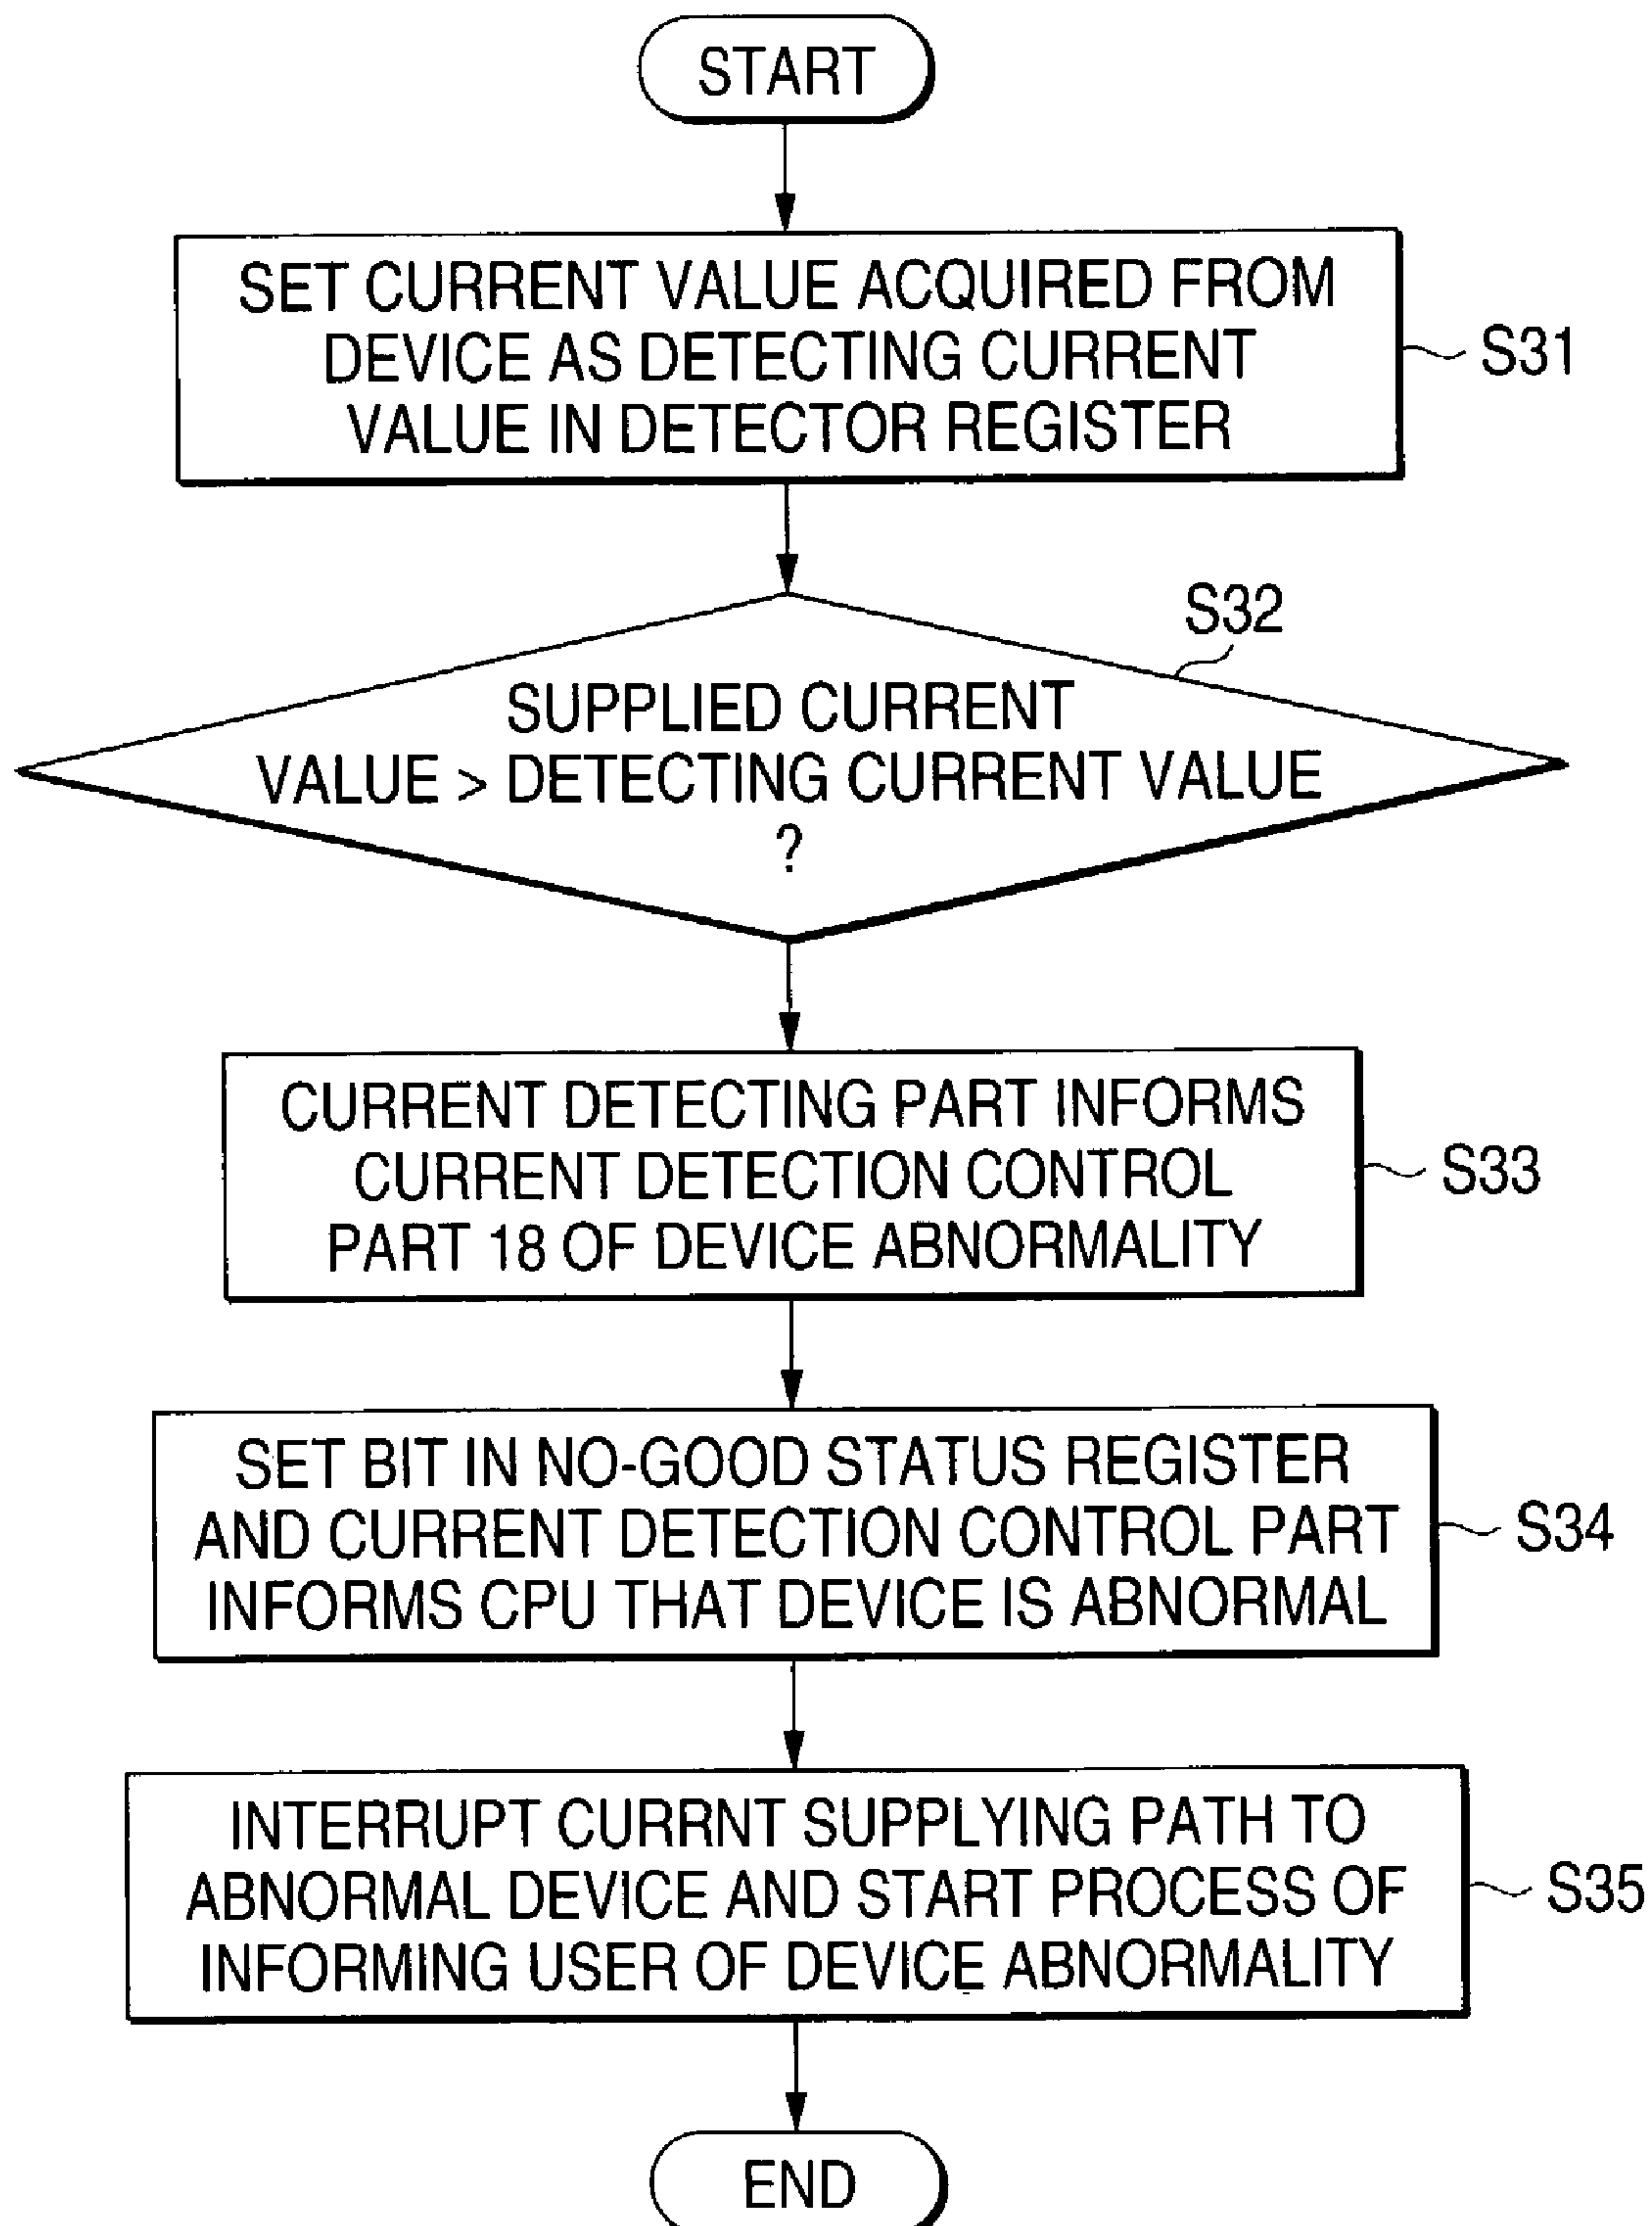 START
SET CURRENT VALUE ACQUIRED FROM
DEVICE AS DETECTING CURRENT
VALUE IN DETECTOR REGISTER
S31
S32
SUPPLIED CURRENT
VALUE > DETECTING CURRENT VALUE
?
CURRENT DETECTING PART INFORMS
CURRENT DETECTION CONTROL
PART 18 OF DEVICE ABNORMALITY
S33
SET BIT IN NO-GOOD STATUS REGISTER
AND CURRENT DETECTION CONTROL PART
INFORMS CPU THAT DEVICE IS ABNORMAL
S34
INTERRUPT CURRNT SUPPLYING PATH TO
ABNORMAL DEVICE AND START PROCESS OF
INFORMING USER OF DEVICE ABNORMALITY
S35
END